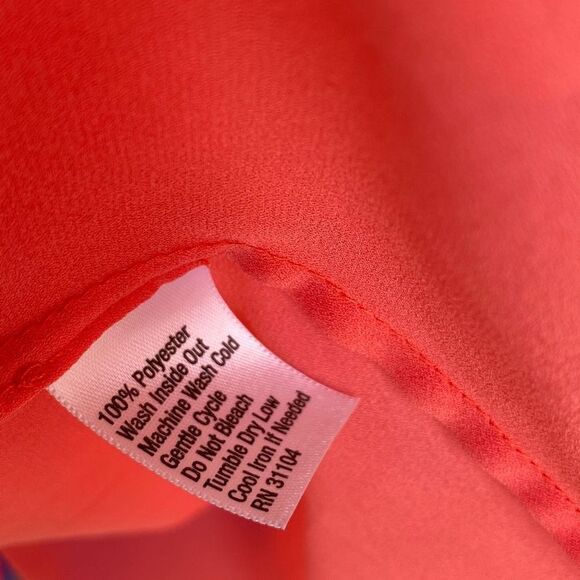 100% Polyester
Wash Inside Out
Machine Wash Cold
Gentle Cycle
Do Not Bleach
Tumble Dry Low
Cool Iron if Needed
RN 31104